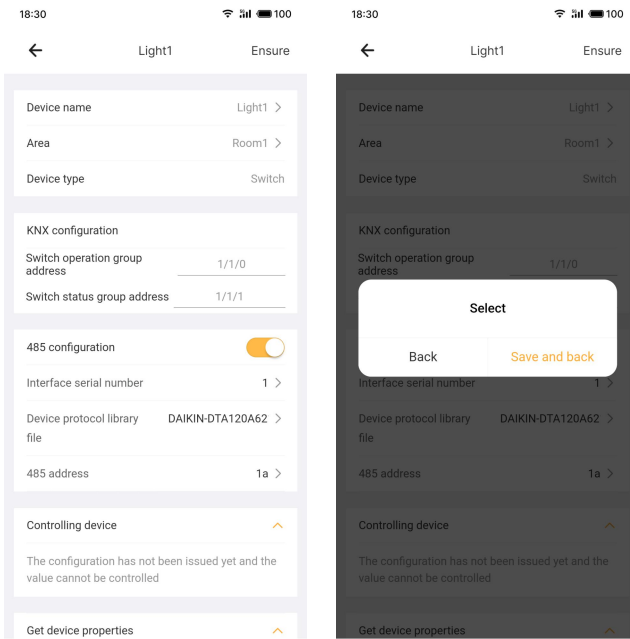 18:30
5G
100
Light1
Ensure
Device name
Light1
Area
Room1
Device type
Switch
KNX configuration
Switch operation group
address
1/1/0
Switch status group address
1/1/1
485 configuration
Interface serial number
1
Device protocol library
file
DAIKIN-DTA120A62
485 address
1a
Controlling device
The configuration has not been issued yet and the
value cannot be controlled
Get device properties
18:30
5G
100
Light1
Ensure
Device name
Light1
Area
Room1
Device type
Switch
KNX configuration
Switch operation group
address
1/1/0
Select
Back
Save and back
Interface serial number
1
Device protocol library
file
DAIKIN-DTA120A62
485 address
1a
Controlling device
The configuration has not been issued yet and the
value cannot be controlled
Get device properties